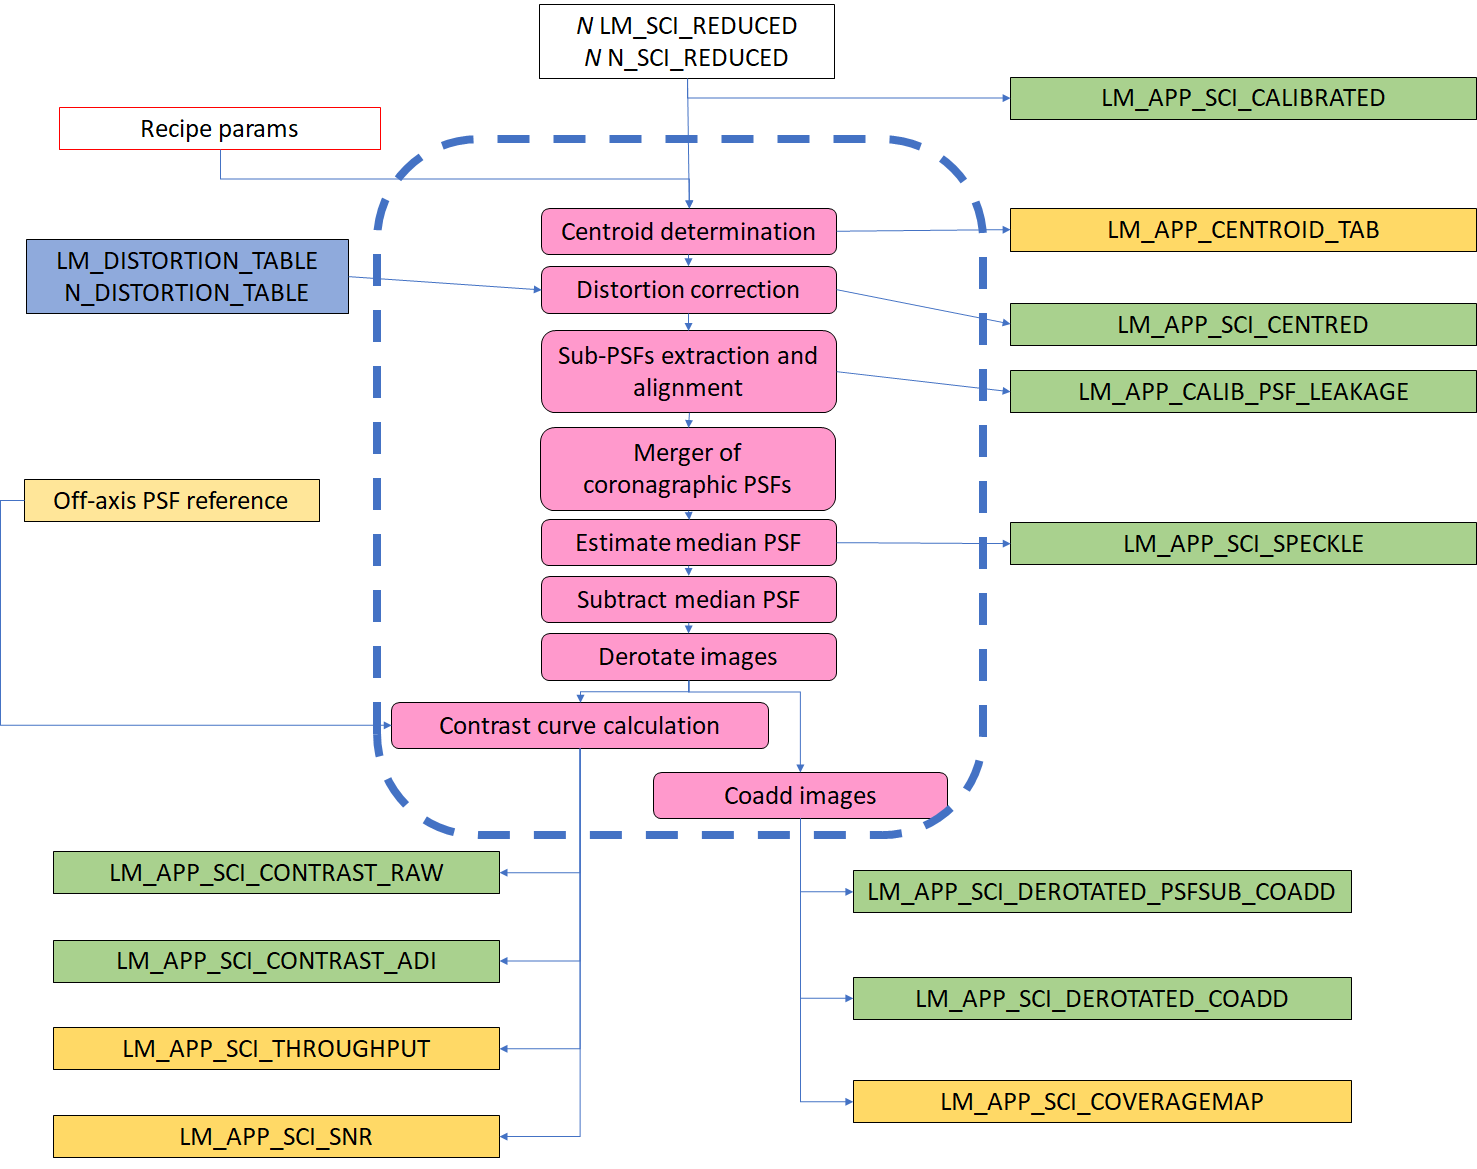 N LM_SCI_REDUCED
N N_SCI_REDUCED
LM_APP_SCI_CALIBRATED
Recipe params
Centroid determination
LM_APP_CENTROID_TAB
LM_DISTORTION_TABLE
N_DISTORTION_TABLE
Distortion correction
LM_APP_SCI_CENTRED
Sub-PSFs extraction and
alignment
LM_APP_CALIB_PSF_LEAKAGE
Merger of
coronagraphic PSFs
Off-axis PSF reference
Estimate median PSF
LM_APP_SCI_SPECKLE
Subtract median PSF
Derotate images
Contrast curve calculation
Coadd images
LM_APP_SCI_CONTRAST_RAW
LM_APP_SCI_DEROTATED_PSFSUB_COADD
LM_APP_SCI_CONTRAST_ADI
LM_APP_SCI_DEROTATED_COADD
LM_APP_SCI_THROUGHPUT
LM_APP_SCI_COVERAGEMAP
LM_APP_SCI_SNR